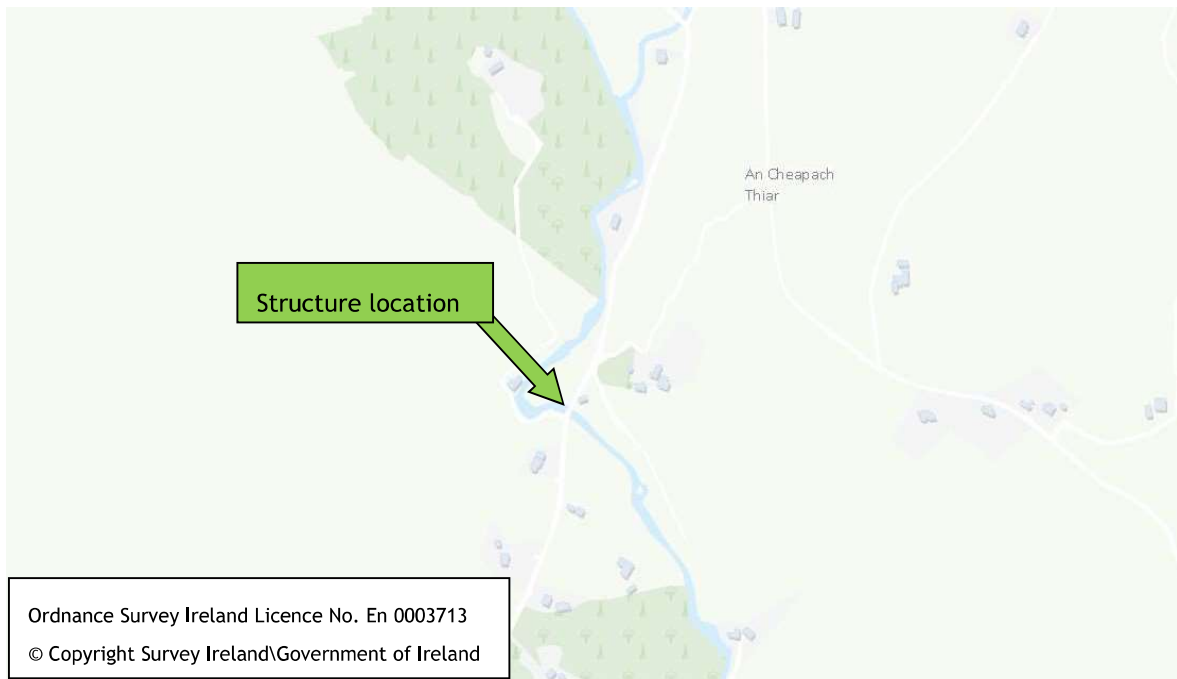 An Cheapach
Thiar
Structure location
Ordnance Survey Ireland Licence No. En 0003713
© Copyright Survey Ireland\Government of Ireland